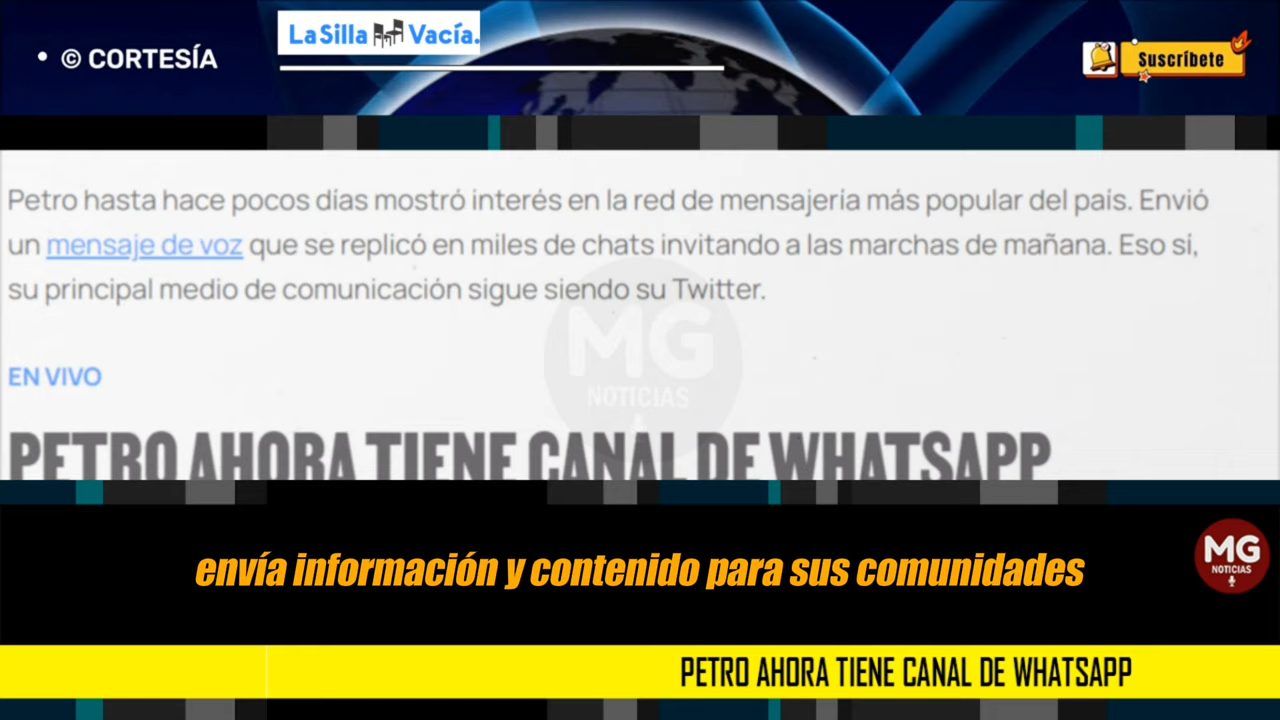 • © CORTESÍA
La Silla Vacía.
Suscríbete
Petro hasta hace pocos días mostró interés en la red de mensajería más popular del país. Envió
un mensaje de voz que se replicó en miles de chats invitando a las marchas de mañana. Eso sí,
su principal medio de comunicación sigue siendo su Twitter.
MG
NOTICIAS
EN VIVO
PETRO AHORA TIENE CANAL DE WHATSAPP
envía información y contenido para sus comunidades
MG
NOTICIAS
PETRO AHORA TIENE CANAL DE WHATSAPP